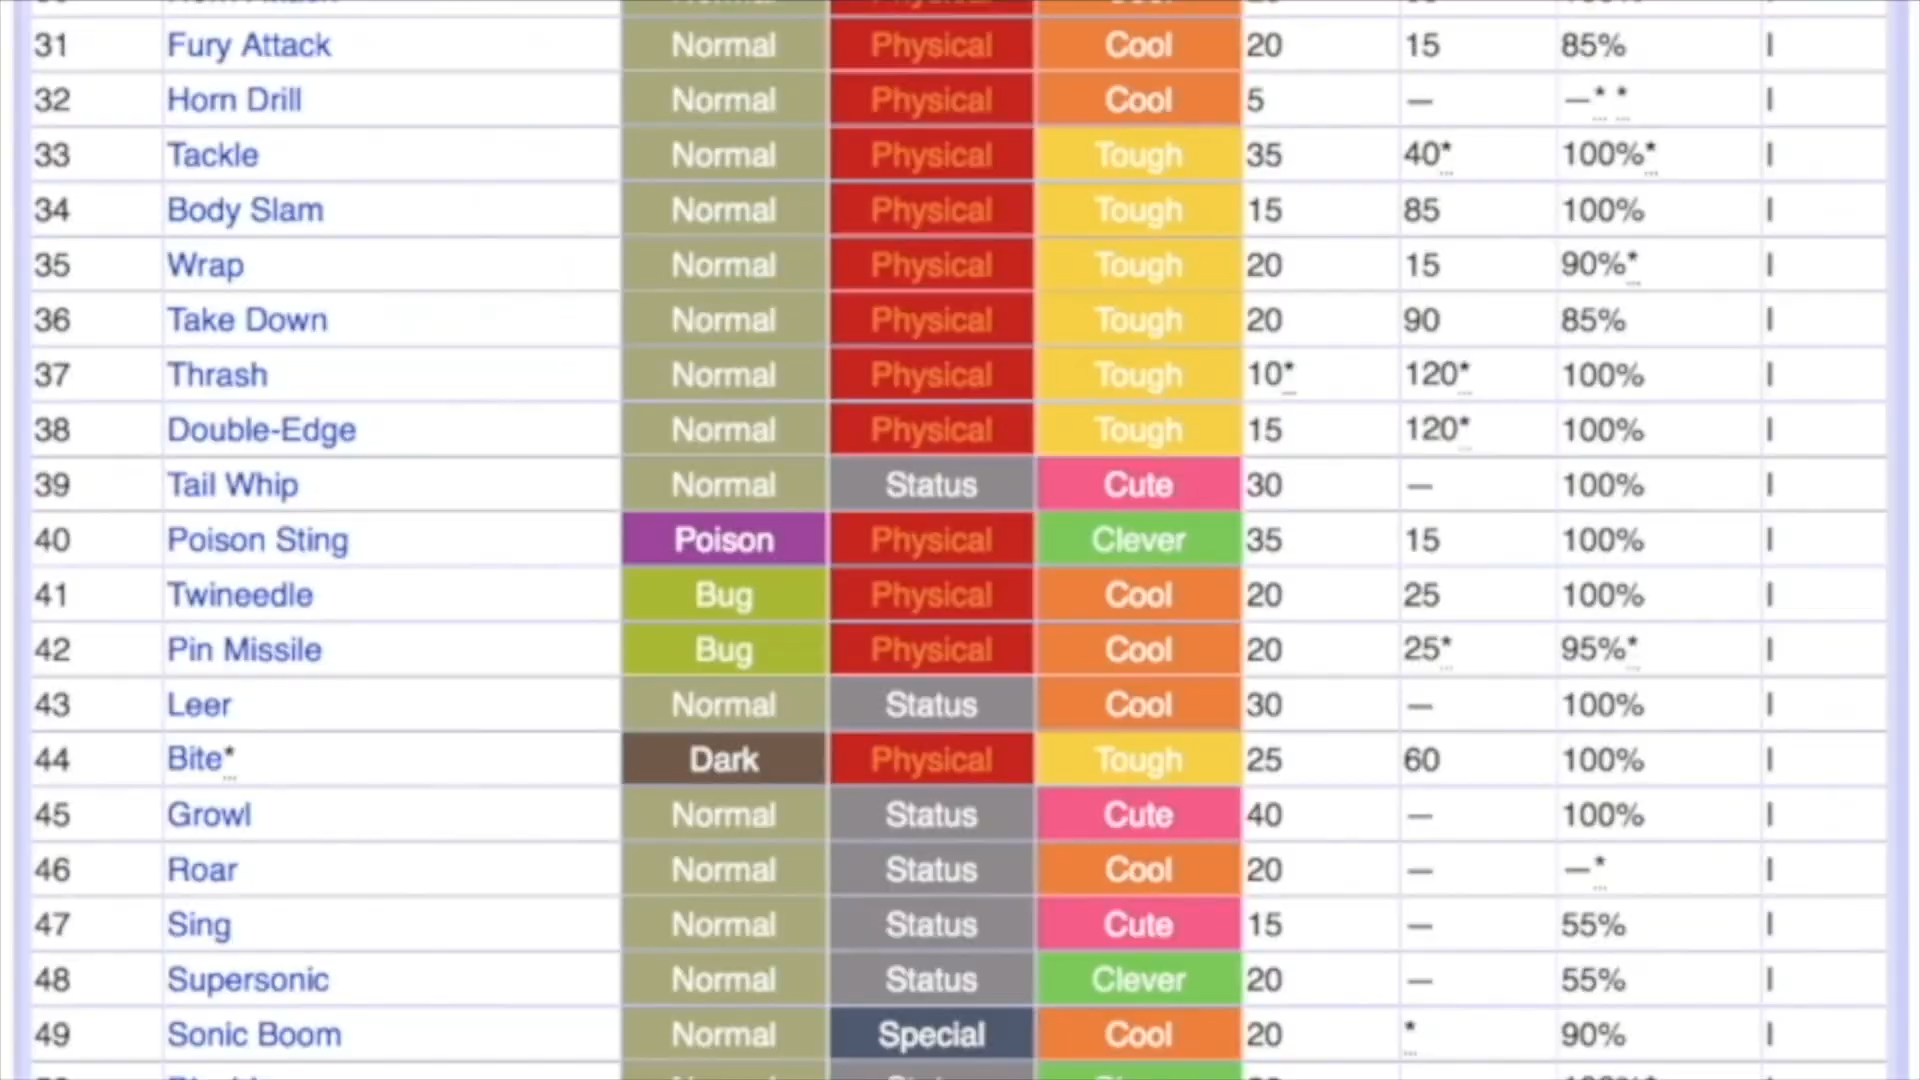 31 Fury Attack Normal Physical Cool 20 15 85% I
32 Horn Drill Normal Physical Cool 5 — —* * I
33 Tackle Normal Physical Tough 35 40* 100%* I
34 Body Slam Normal Physical Tough 15 85 100% I
35 Wrap Normal Physical Tough 20 15 90%* I
36 Take Down Normal Physical Tough 20 90 85% I
37 Thrash Normal Physical Tough 10* 120* 100% I
38 Double-Edge Normal Physical Tough 15 120* 100% I
39 Tail Whip Normal Status Cute 30 — 100% I
40 Poison Sting Poison Physical Clever 35 15 100% I
41 Twineedle Bug Physical Cool 20 25 100% I
42 Pin Missile Bug Physical Cool 20 25* 95%* I
43 Leer Normal Status Cool 30 — 100% I
44 Bite* Dark Physical Tough 25 60 100% I
45 Growl Normal Status Cute 40 — 100% I
46 Roar Normal Status Cool 20 — —* I
47 Sing Normal Status Cute 15 — 55% I
48 Supersonic Normal Status Clever 20 — 55% I
49 Sonic Boom Normal Special Cool 20 * 90% I